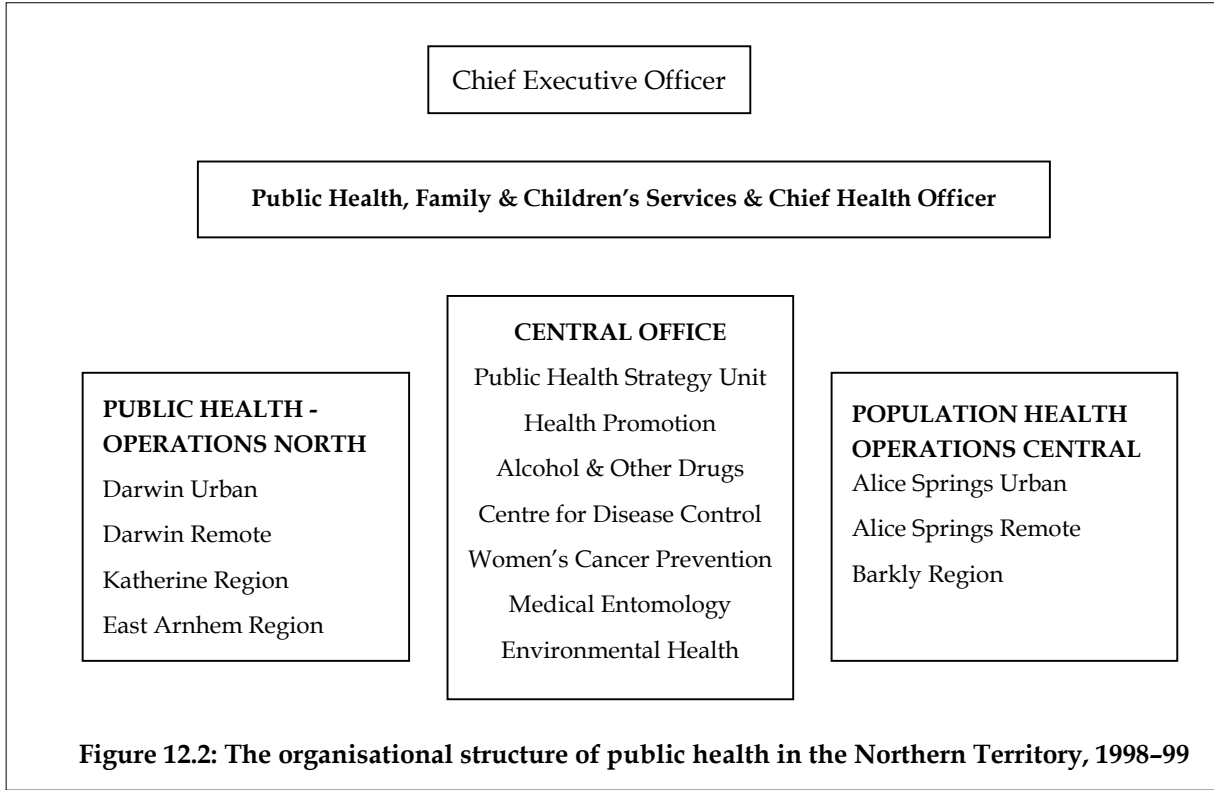 Chief Executive Officer
Public Health, Family & Children’s Services & Chief Health Officer
PUBLIC HEALTH -
OPERATIONS NORTH
Darwin Urban
Darwin Remote
Katherine Region
East Arnhem Region
CENTRAL OFFICE
Public Health Strategy Unit
Health Promotion
Alcohol & Other Drugs
Centre for Disease Control
Women’s Cancer Prevention
Medical Entomology
Environmental Health
POPULATION HEALTH
OPERATIONS CENTRAL
Alice Springs Urban
Alice Springs Remote
Barkly Region
Figure 12.2: The organisational structure of public health in the Northern Territory, 1998–99